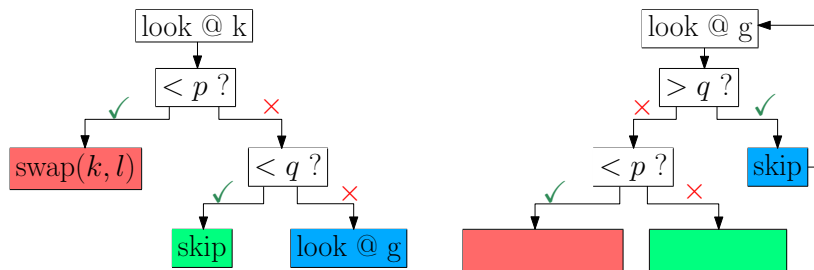 look @ k
< p ?
swap(k, l)
< q ?
skip
look @ g
look @ g
> q ?
< p ?
skip